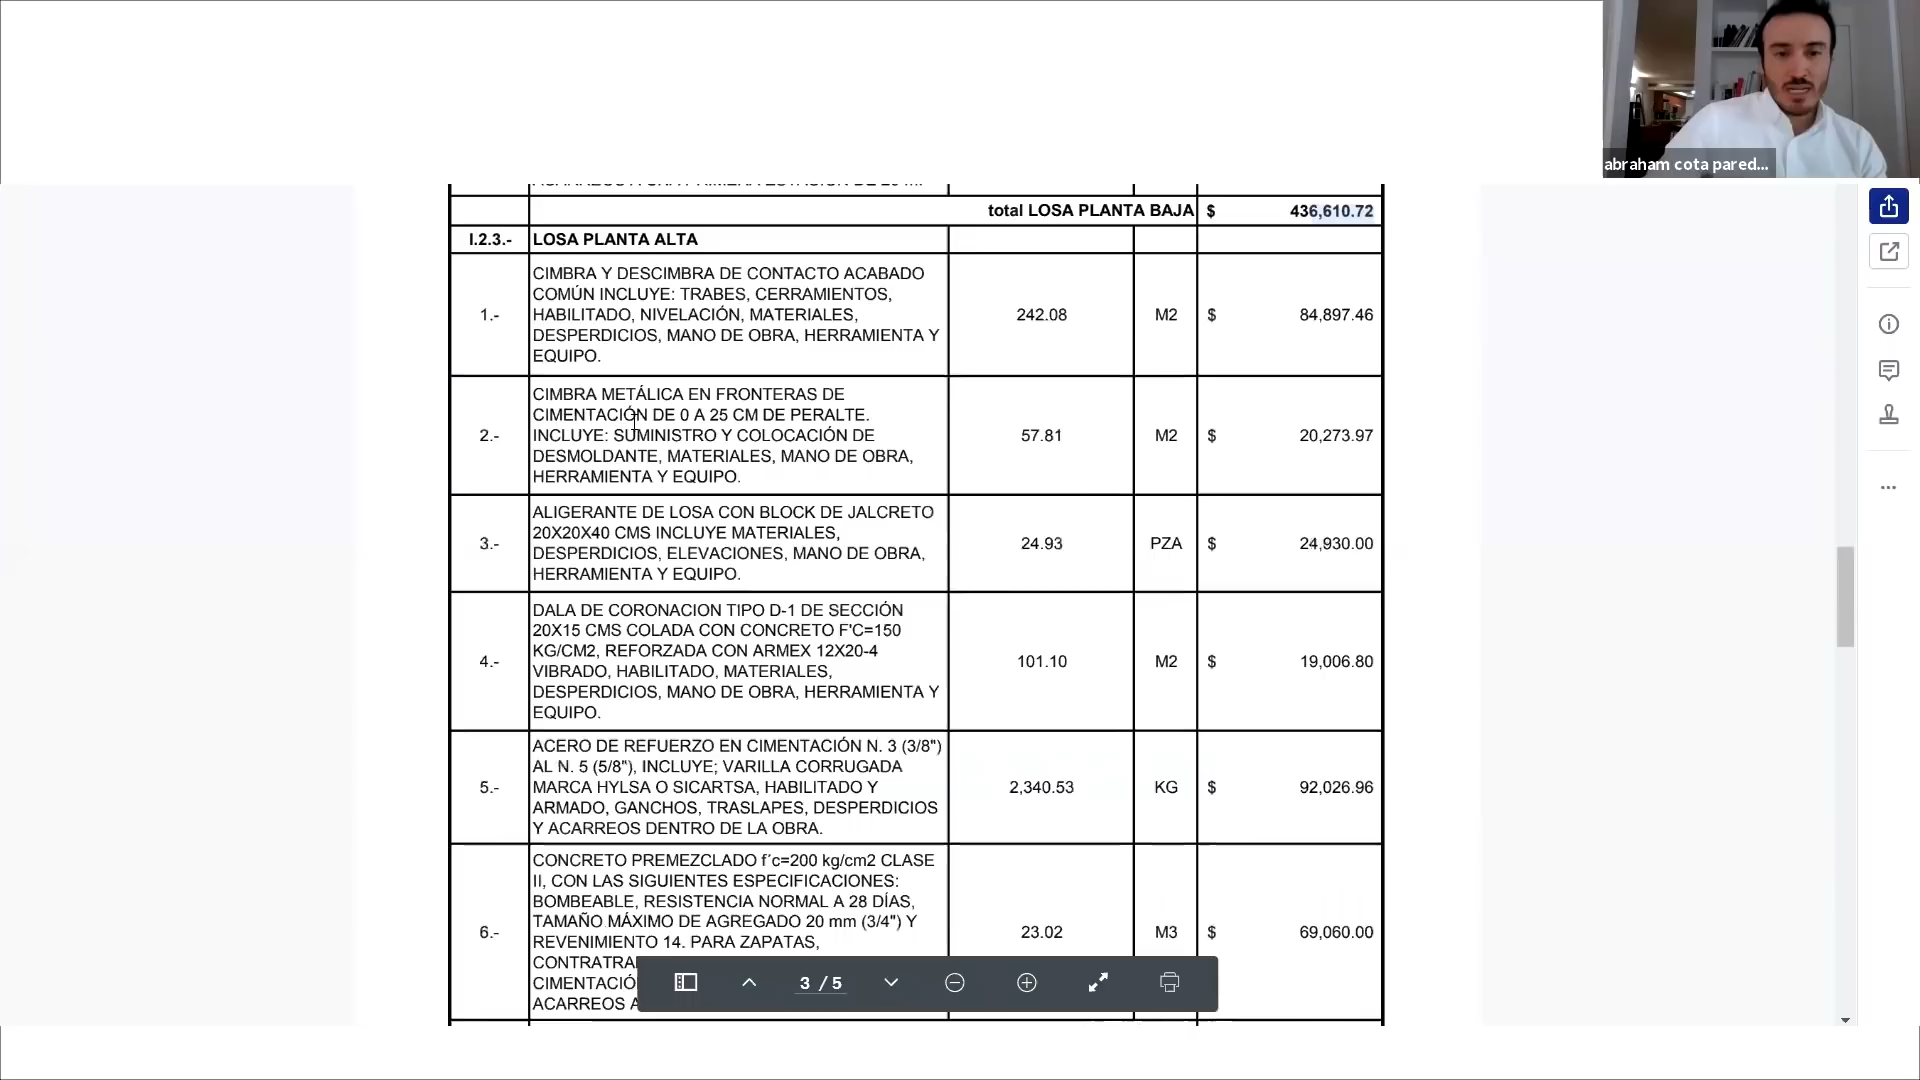 abraham cota pared...
total LOSA PLANTA BAJA $ 436,610.72
I.2.3.- LOSA PLANTA ALTA
1.-
CIMBRA Y DESCIMBRA DE CONTACTO ACABADO
COMÚN INCLUYE: TRABES, CERRAMIENTOS,
HABILITADO, NIVELACIÓN, MATERIALES,
DESPERDICIOS, MANO DE OBRA, HERRAMIENTA Y
EQUIPO.
242.08 M2 $ 84,897.46
2.-
CIMBRA METÁLICA EN FRONTERAS DE
CIMENTACIÓN DE 0 A 25 CM DE PERALTE.
INCLUYE: SUMINISTRO Y COLOCACIÓN DE
DESMOLDANTE, MATERIALES, MANO DE OBRA,
HERRAMIENTA Y EQUIPO.
57.81 M2 $ 20,273.97
3.-
ALIGERANTE DE LOSA CON BLOCK DE JALCRETO
20X20X40 CMS INCLUYE MATERIALES,
DESPERDICIOS, ELEVACIONES, MANO DE OBRA,
HERRAMIENTA Y EQUIPO.
24.93 PZA $ 24,930.00
4.-
DALA DE CORONACION TIPO D-1 DE SECCIÓN
20X15 CMS COLADA CON CONCRETO F'C=150
KG/CM2, REFORZADA CON ARMEX 12X20-4
VIBRADO, HABILITADO, MATERIALES,
DESPERDICIOS, MANO DE OBRA, HERRAMIENTA Y
EQUIPO.
101.10 M2 $ 19,006.80
5.-
ACERO DE REFUERZO EN CIMENTACIÓN N. 3 (3/8")
AL N. 5 (5/8"), INCLUYE; VARILLA CORRUGADA
MARCA HYLSA O SICARTSA, HABILITADO Y
ARMADO, GANCHOS, TRASLAPES, DESPERDICIOS
Y ACARREOS DENTRO DE LA OBRA.
2,340.53 KG $ 92,026.96
6.-
CONCRETO PREMEZCLADO f´c=200 kg/cm2 CLASE
II, CON LAS SIGUIENTES ESPECIFICACIONES:
BOMBEABLE, RESISTENCIA NORMAL A 28 DÍAS,
TAMAÑO MÁXIMO DE AGREGADO 20 mm (3/4") Y
REVENIMIENTO 14. PARA ZAPATAS,
CONTRATRA
CIMENTACIÓ
ACARREOS A
23.02 M3 $ 69,060.00
3 / 5